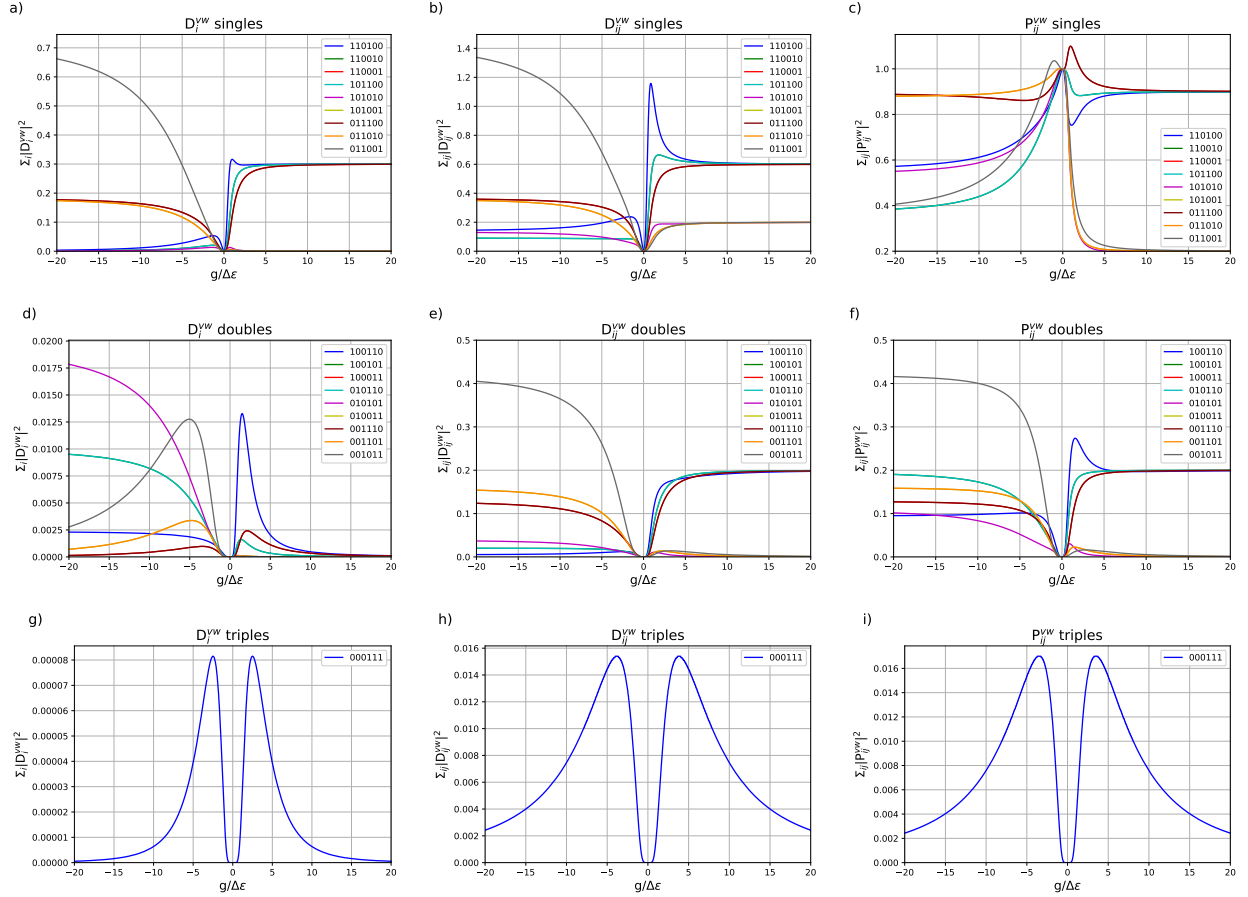 a)
D_i^{vw} singles
Σ_i|D_i^{vw}|^2
0.7
0.6
0.5
0.4
0.3
0.2
0.1
0.0
110100
110010
110001
101100
101010
101001
011100
011010
011001
−20 −15 −10 −5 0 5 10 15 20
g/Δε
b)
D_{ij}^{vw} singles
Σ_{ij}|D_{ij}^{vw}|^2
1.4
1.2
1.0
0.8
0.6
0.4
0.2
0.0
110100
110010
110001
101100
101010
101001
011100
011010
011001
−20 −15 −10 −5 0 5 10 15 20
g/Δε
c)
P_{ij}^{vw} singles
Σ_{ij}|P_{ij}^{vw}|^2
1.0
0.8
0.6
0.4
0.2
110100
110010
110001
101100
101010
101001
011100
011010
011001
−20 −15 −10 −5 0 5 10 15 20
g/Δε
d)
D_i^{vw} doubles
Σ_i|D_i^{vw}|^2
0.0200
0.0175
0.0150
0.0125
0.0100
0.0075
0.0050
0.0025
0.0000
100110
100101
100011
010110
010101
010011
001110
001101
001011
−20 −15 −10 −5 0 5 10 15 20
g/Δε
e)
D_{ij}^{vw} doubles
Σ_{ij}|D_{ij}^{vw}|^2
0.5
0.4
0.3
0.2
0.1
0.0
100110
100101
100011
010110
010101
010011
001110
001101
001011
−20 −15 −10 −5 0 5 10 15 20
g/Δε
f)
P_{ij}^{vw} doubles
Σ_{ij}|P_{ij}^{vw}|^2
0.5
0.4
0.3
0.2
0.1
0.0
100110
100101
100011
010110
010101
010011
001110
001101
001011
−20 −15 −10 −5 0 5 10 15 20
g/Δε
g)
D_i^{vw} triples
Σ_i|D_i^{vw}|^2
0.00008
0.00007
0.00006
0.00005
0.00004
0.00003
0.00002
0.00001
0.00000
000111
−20 −15 −10 −5 0 5 10 15 20
g/Δε
h)
D_{ij}^{vw} triples
Σ_{ij}|D_{ij}^{vw}|^2
0.016
0.014
0.012
0.010
0.008
0.006
0.004
0.002
0.000
000111
−20 −15 −10 −5 0 5 10 15 20
g/Δε
i)
P_{ij}^{vw} triples
Σ_{ij}|P_{ij}^{vw}|^2
0.016
0.014
0.012
0.010
0.008
0.006
0.004
0.002
0.000
000111
−20 −15 −10 −5 0 5 10 15 20
g/Δε